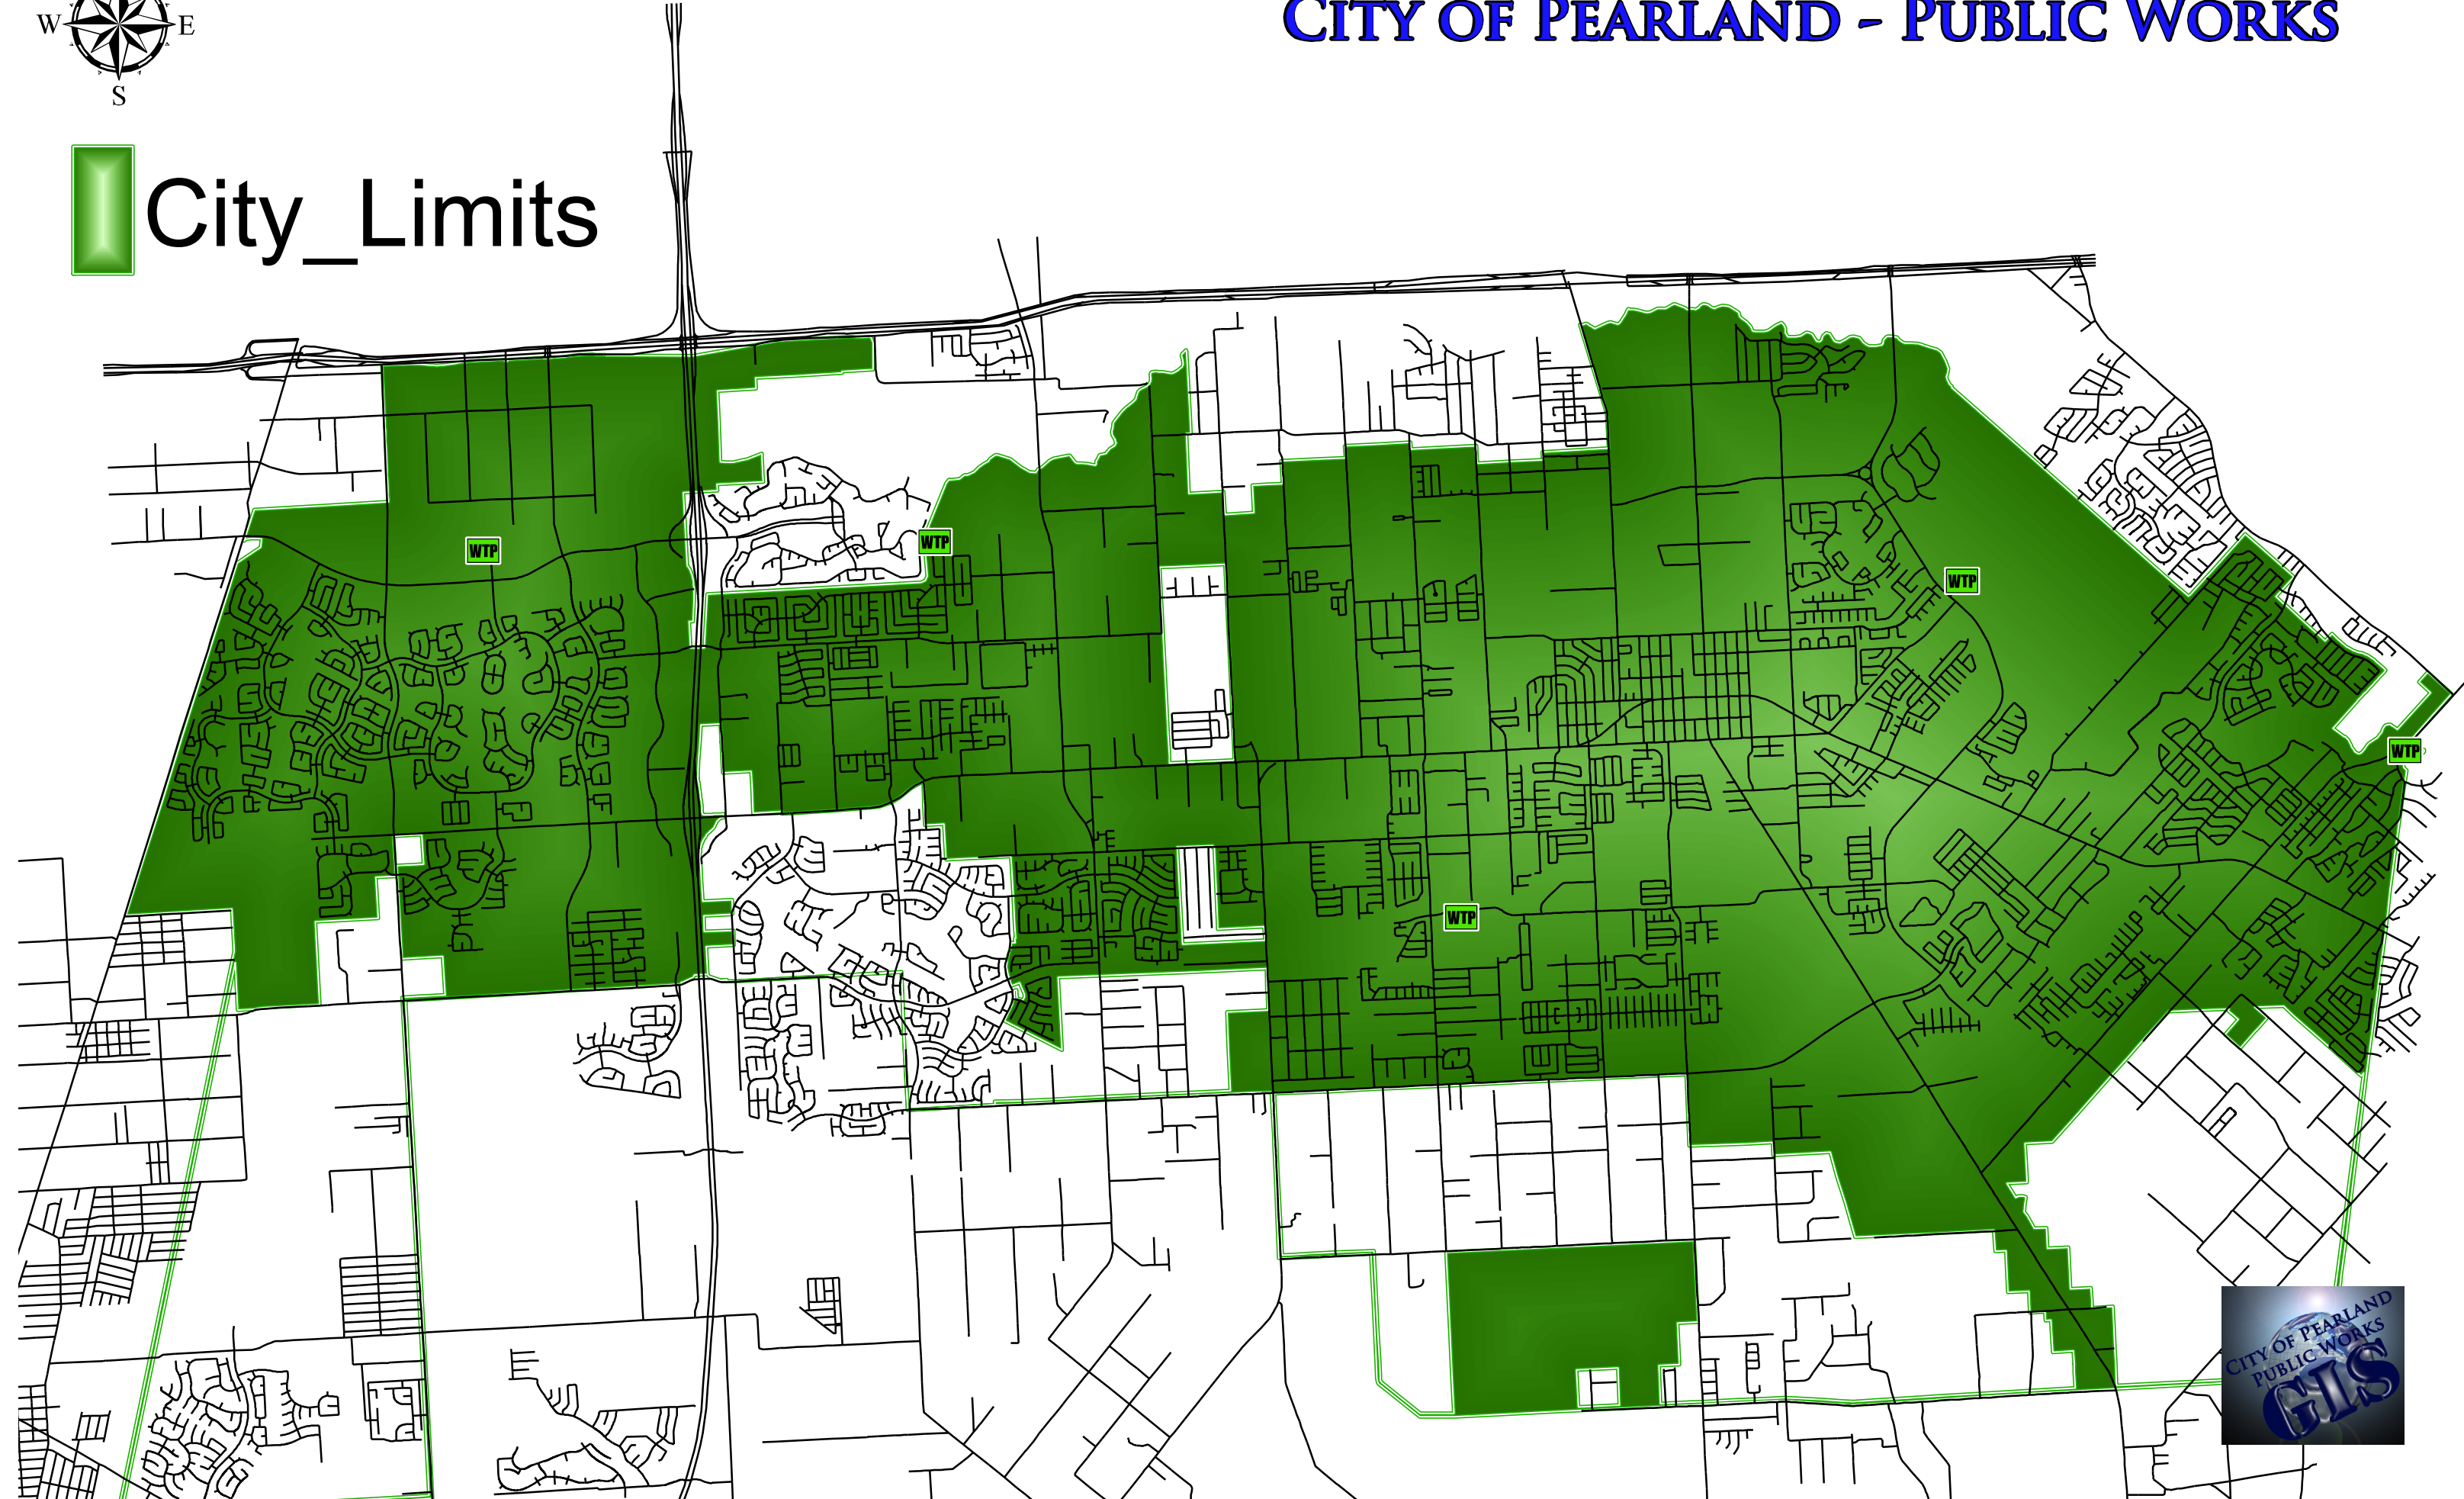 CITY OF PEARLAND - PUBLIC WORKS
W E
S
City_Limits
WTP
WTP
WTP
WTP
WTP
CITY OF PEARLAND
PUBLIC WORKS
GIS